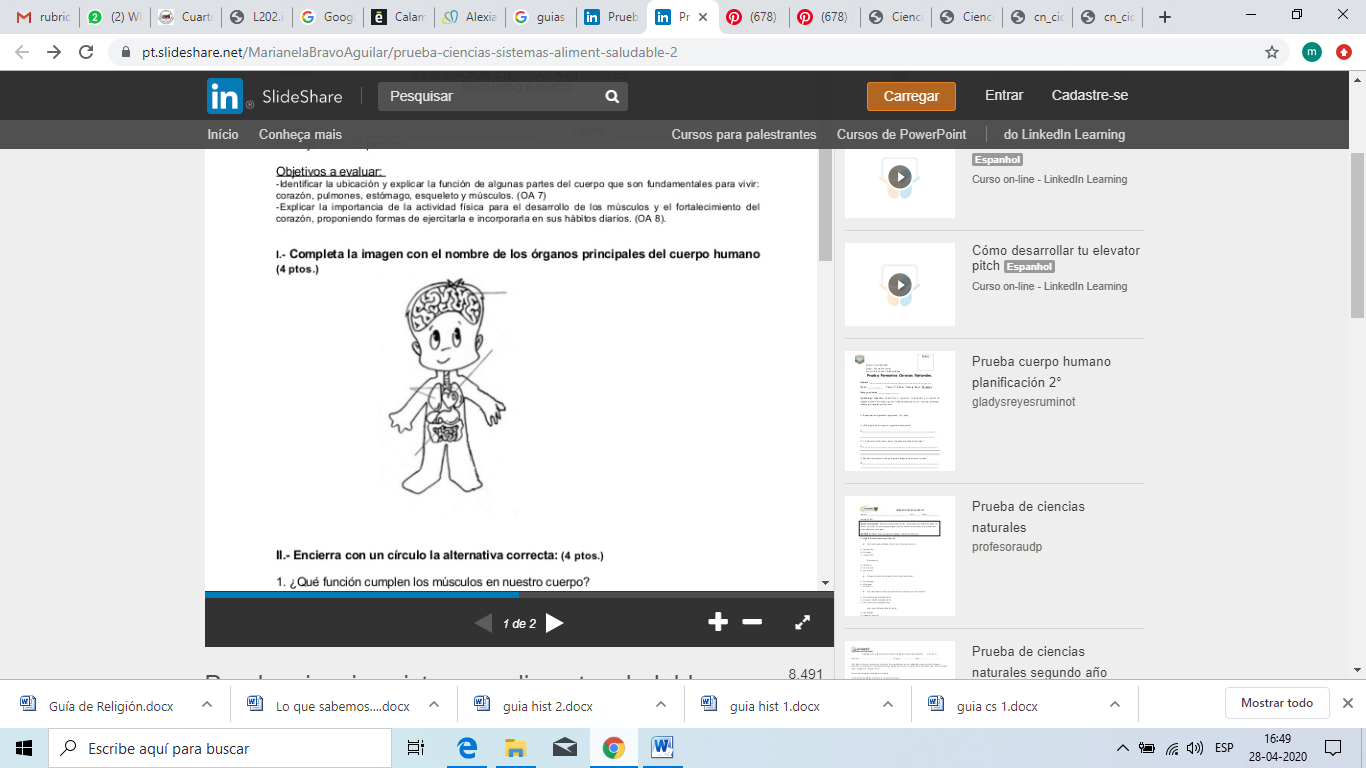 rubric
(2) W
Cuart
L202.i
Goog
Calam
Alexia
guias
Prueb
Pr
(678)
(678)
Cienci
Cienc
cn_cic
cn_cic
pt.slideshare.net/MarianelaBravoAguilar/prueba-ciencias-sistemas-aliment-saludable-2
m
in SlideShare
Pesquisar
Carregar
Entrar
Cadastre-se
Início
Conheça mais
Cursos para palestrantes
Cursos de PowerPoint
do LinkedIn Learning
Objetivos a evaluar:
-Identificar la ubicación y explicar la función de algunas partes del cuerpo que son fundamentales para vivir:
corazón, pulmones, estómago, esqueleto y músculos. (OA 7)
-Explicar la importancia de la actividad física para el desarrollo de los músculos y el fortalecimiento del
corazón, proponiendo formas de ejercitarla e incorporarla en sus hábitos diarios. (OA 8).
I.- Completa la imagen con el nombre de los órganos principales del cuerpo humano
(4 ptos.)
II.- Encierra con un círculo la alternativa correcta: (4 ptos.)
1. ¿Qué función cumplen los músculos en nuestro cuerpo?
1 de 2
8.491
Espanhol
Curso on-line - LinkedIn Learning
Cómo desarrollar tu elevator
pitch Espanhol
Curso on-line - LinkedIn Learning
Prueba cuerpo humano
planificación 2°
gladysreyesruminot
Prueba de ciencias
naturales
profesoraudp
Prueba de ciencias
naturales segundo año
Guía de Religión.docx
Lo que sabemos....docx
guia hist 2.docx
guia hist 1.docx
guia cs 1.docx
Mostrar todo
Escribe aquí para buscar
ESP
16:49
28-04-2020